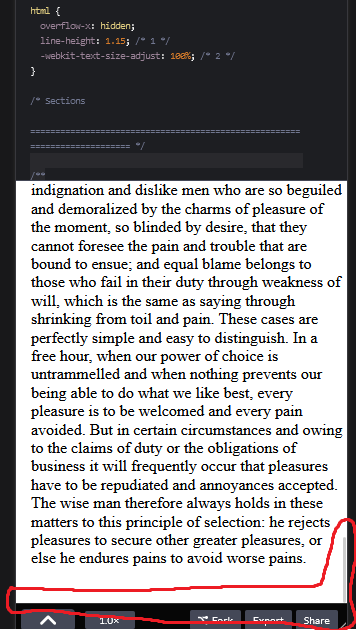 html {
overflow-x: hidden;
line-height: 1.15; /* 1 */
-webkit-text-size-adjust: 100%; /* 2 */
}
/* Sections
======================================================
==================== */
/**
indignation and dislike men who are so beguiled
and demoralized by the charms of pleasure of
the moment, so blinded by desire, that they
cannot foresee the pain and trouble that are
bound to ensue; and equal blame belongs to
those who fail in their duty through weakness of
will, which is the same as saying through
shrinking from toil and pain. These cases are
perfectly simple and easy to distinguish. In a
free hour, when our power of choice is
untrammelled and when nothing prevents our
being able to do what we like best, every
pleasure is to be welcomed and every pain
avoided. But in certain circumstances and owing
to the claims of duty or the obligations of
business it will frequently occur that pleasures
have to be repudiated and annoyances accepted.
The wise man therefore always holds in these
matters to this principle of selection: he rejects
pleasures to secure other greater pleasures, or
else he endures pains to avoid worse pains.
1.0× Fork Export Share